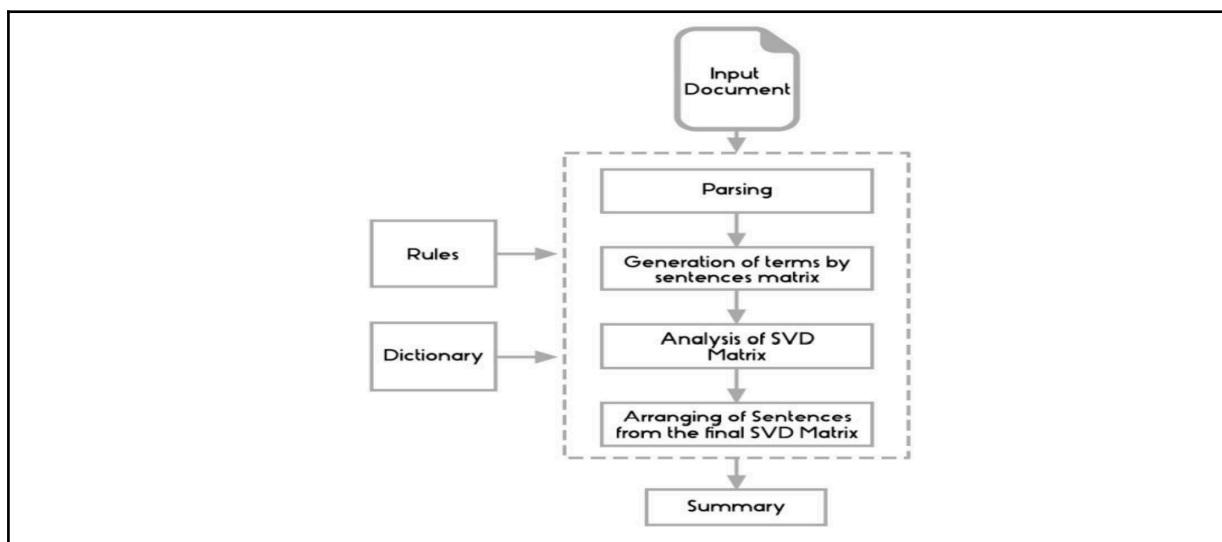 Input
Document
Parsing
Rules
Generation of terms by
sentences matrix
Dictionary
Analysis of SVD
Matrix
Arranging of Sentences
from the final SVD Matrix
Summary